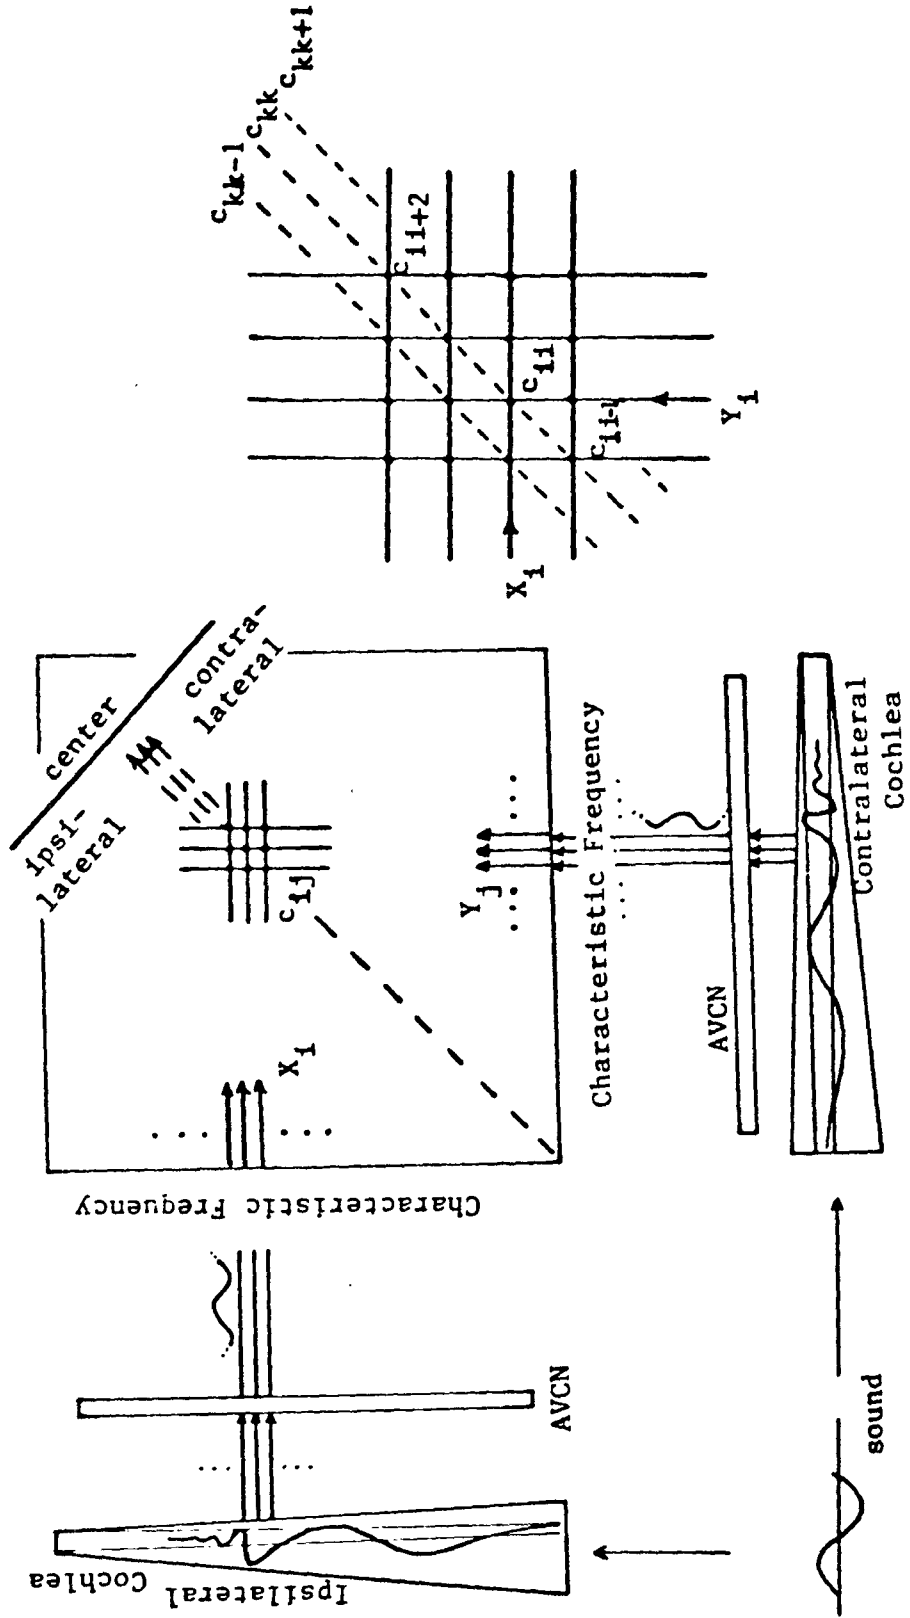 Ipsilateral
Cochlea
AVCN
sound
Characteristic Frequency
X_i
ipsi-
lateral
center
contra-
lateral
c_ij
Y_j
Characteristic Frequency
AVCN
Contralateral
Cochlea
c_kk-1
c_kk
c_kk+1
c_ii+2
c_ii
c_ii-1
X_i
Y_i